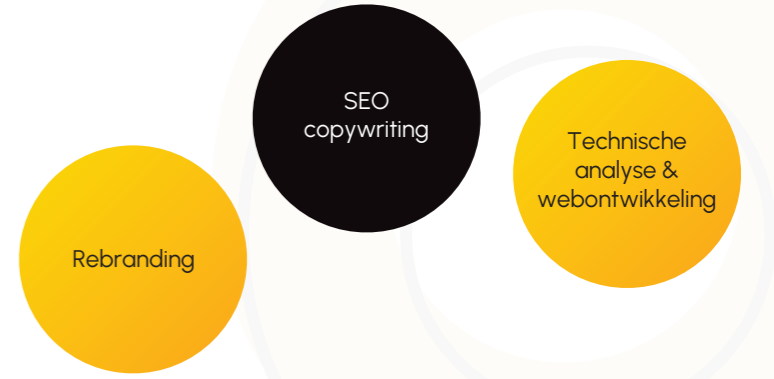 SEO
copywriting
Technische
analyse &
webontwikkeling
Rebranding